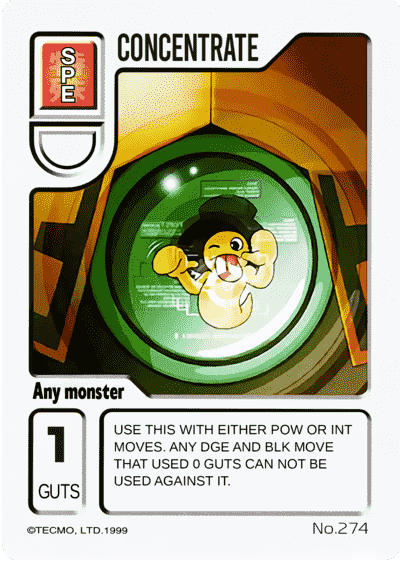 SPE
CONCENTRATE
Any monster
1
GUTS
USE THIS WITH EITHER POW OR INT
MOVES. ANY DGE AND BLK MOVE
THAT USED 0 GUTS CAN NOT BE
USED AGAINST IT.
©TECMO, LTD.1999
No.274